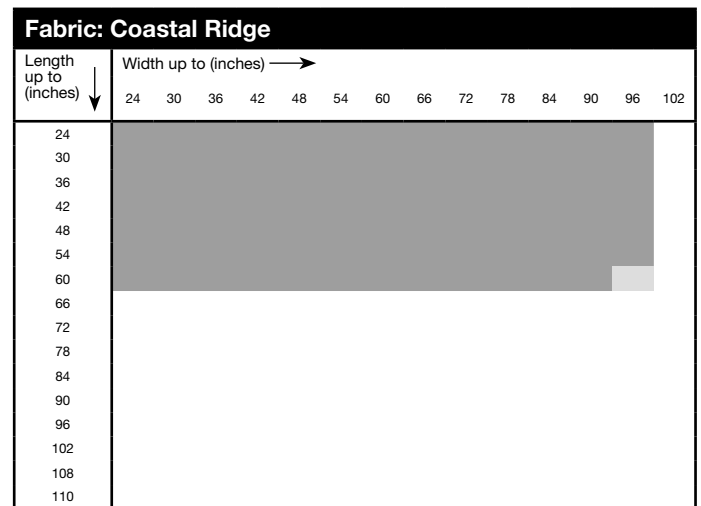 Fabric: Coastal Ridge
Length
up to
(inches)
Width up to (inches)
24 30 36 42 48 54 60 66 72 78 84 90 96 102
24
30
36
42
48
54
60
66
72
78
84
90
96
102
108
110